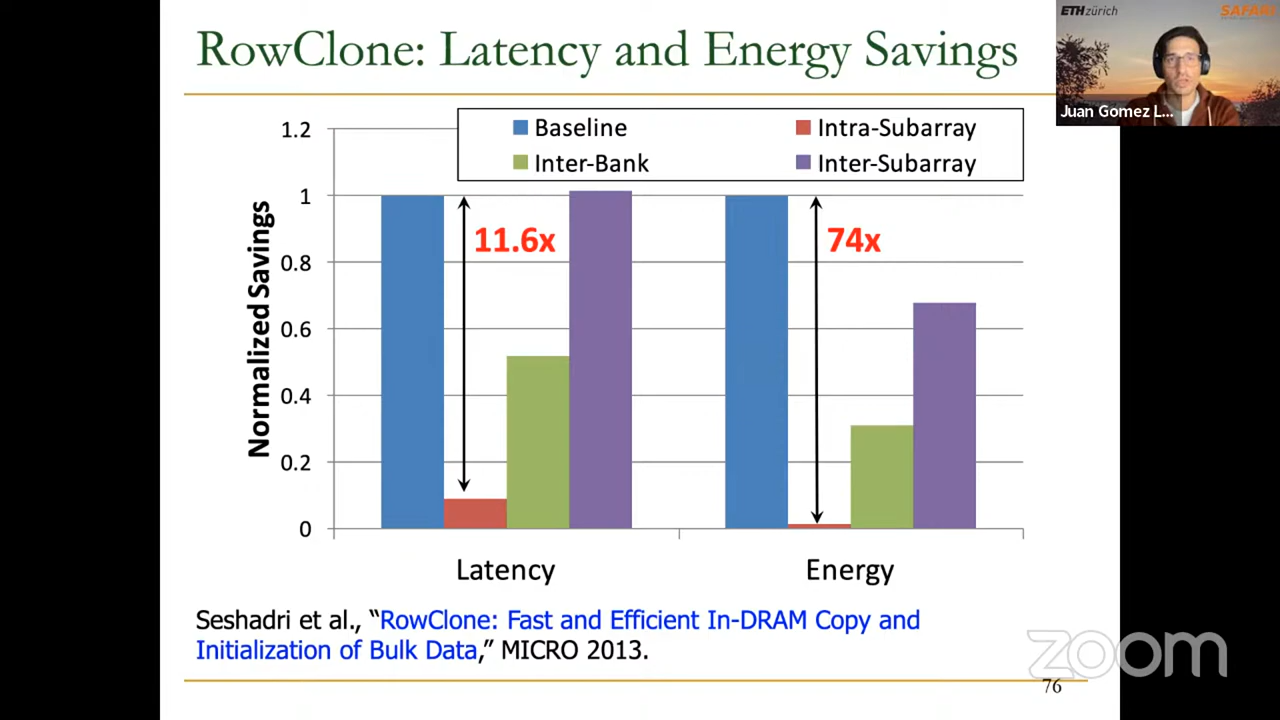 RowClone: Latency and Energy Savings
ETHzürich
SAFARI
Juan Gomez L...
Baseline
Intra-Subarray
Inter-Bank
Inter-Subarray
1.2
1
0.8
0.6
0.4
0.2
0
Normalized Savings
11.6x
74x
Latency
Energy
Seshadri et al., “RowClone: Fast and Efficient In-DRAM Copy and
Initialization of Bulk Data,” MICRO 2013.
zoom
76